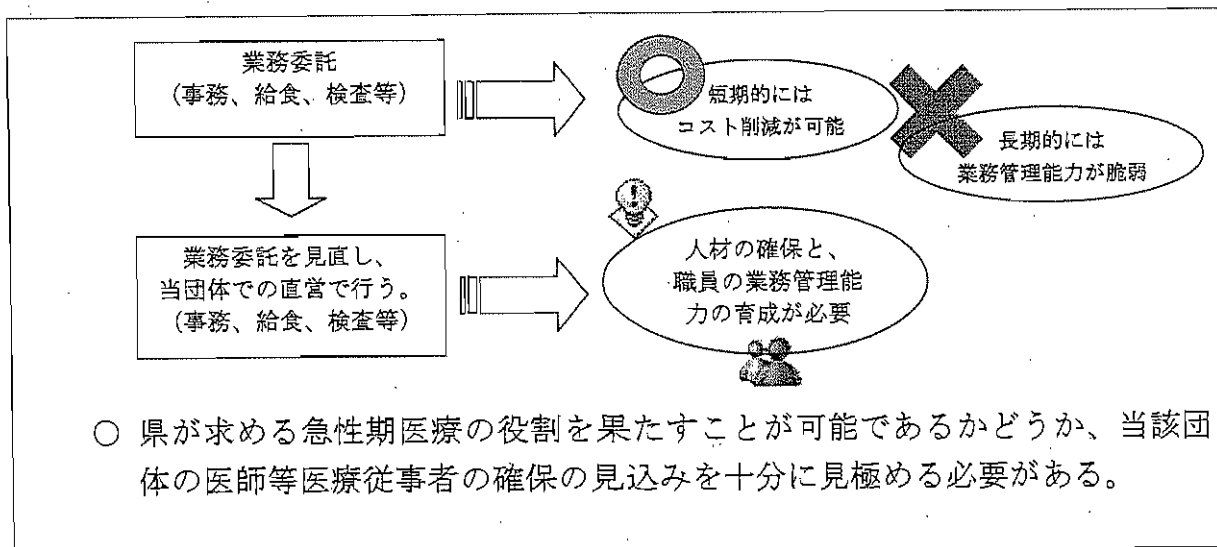 業務委託
(事務、給食、検査等)
短期的には
コスト削減が可能
長期的には
業務管理能力が脆弱
業務委託を見直し、
当団体での直営で行う。
(事務、給食、検査等)
人材の確保と、
職員の業務管理能
力の育成が必要
○ 県が求める急性期医療の役割を果たすことが可能であるかどうか、当該団
体の医師等医療従事者の確保の見込みを十分に見極める必要がある。